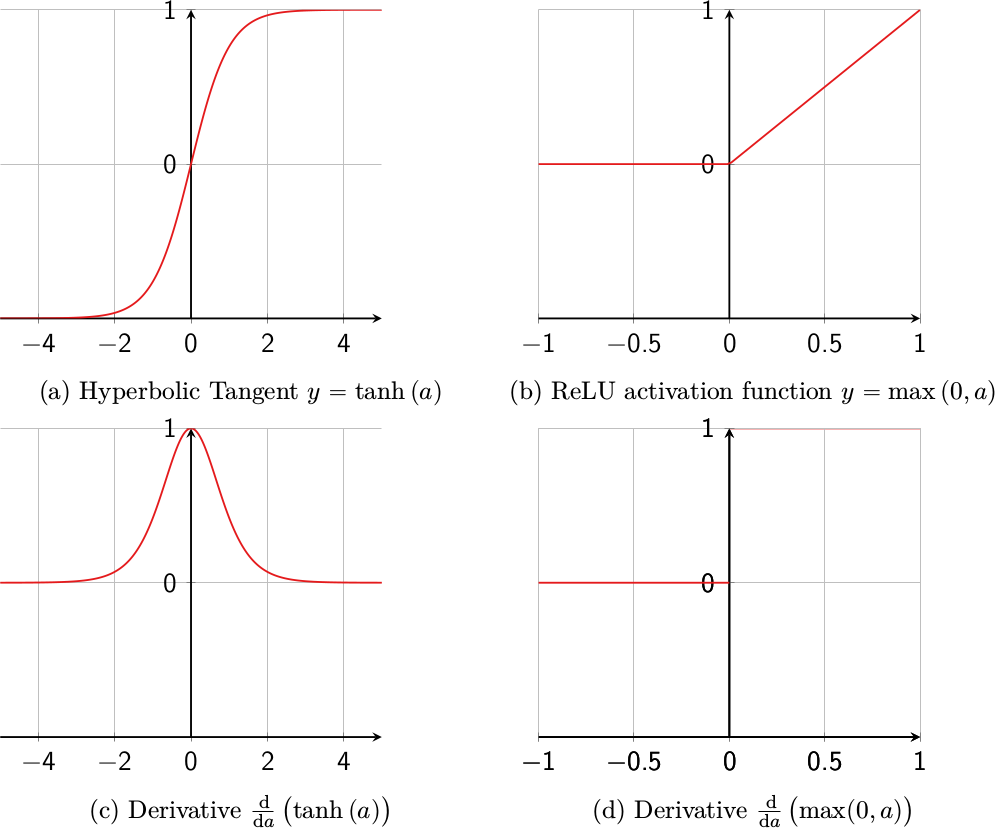 1 1
0 0
−4 −2 0 2 4 −1 −0.5 0 0.5 1
(a) Hyperbolic Tangent y = tanh (a) (b) ReLU activation function y = max (0, a)
1 1
0 0
−4 −2 0 2 4 −1 −0.5 0 0.5 1
(c) Derivative d/da (tanh (a)) (d) Derivative d/da (max(0, a))